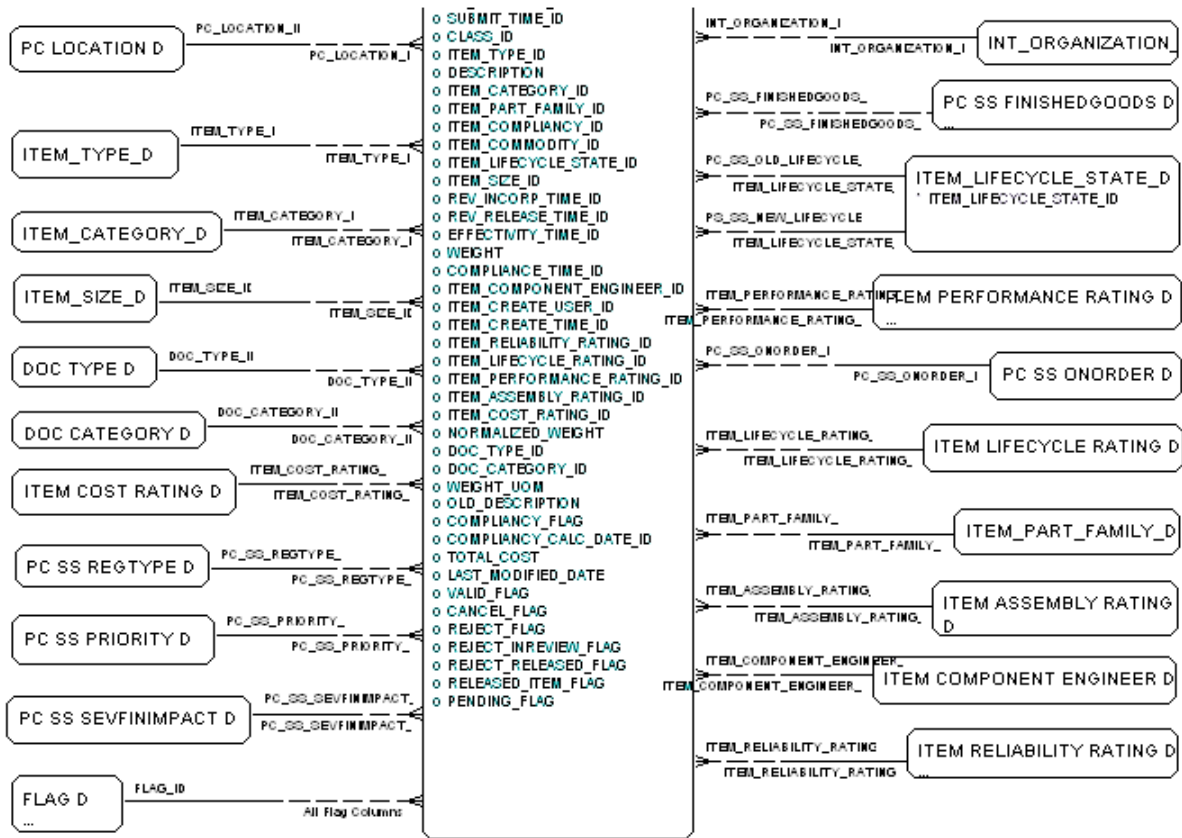 PC LOCATION D
PC_LOCATION_II
PC_LOCATION_I
ITEM_TYPE_D
ITEM_TYPE_I
ITEM_TYPE_I
ITEM_CATEGORY_D
ITEM_CATEGORY_I
ITEM_CATEGORY_I
ITEM_SIZE_D
ITEM_SIZE_II
ITEM_SIZE_II
DOC TYPE D
DOC_TYPE_II
DOC_TYPE_II
DOC CATEGORY D
DOC_CATEGORY_II
DOC_CATEGORY_II
ITEM COST RATING D
ITEM_COST_RATING_
ITEM_COST_RATING_
PC SS REGTYPE D
PC_SS_REGTYPE_
PC_SS_REGTYPE_
PC SS PRIORITY D
PC_SS_PRIORITY_
PC_SS_PRIORITY_
PC SS SEVFINIMPACT D
PC_SS_SEVFINIMPACT_
PC_SS_SEVFINIMPACT_
FLAG D
...
FLAG_ID
All Flag Columns
o SUBMIT_TIME_ID
o CLASS_ID
o ITEM_TYPE_ID
o DESCRIPTION
o ITEM_CATEGORY_ID
o ITEM_PART_FAMILY_ID
o ITEM_COMPLIANCY_ID
o ITEM_COMMODITY_ID
o ITEM_LIFECYCLE_STATE_ID
o ITEM_SIZE_ID
o REV_INCORP_TIME_ID
o REV_RELEASE_TIME_ID
o EFFECTIVITY_TIME_ID
o WEIGHT
o COMPLIANCE_TIME_ID
o ITEM_COMPONENT_ENGINEER_ID
o ITEM_CREATE_USER_ID
o ITEM_CREATE_TIME_ID
o ITEM_RELIABILITY_RATING_ID
o ITEM_LIFECYCLE_RATING_ID
o ITEM_PERFORMANCE_RATING_ID
o ITEM_ASSEMBLY_RATING_ID
o ITEM_COST_RATING_ID
o NORMALIZED_WEIGHT
o DOC_TYPE_ID
o DOC_CATEGORY_ID
o WEIGHT_UOM
o OLD_DESCRIPTION
o COMPLIANCY_FLAG
o COMPLIANCY_CALC_DATE_ID
o TOTAL_COST
o LAST_MODIFIED_DATE
o VALID_FLAG
o CANCEL_FLAG
o REJECT_FLAG
o REJECT_INREVIEW_FLAG
o REJECT_RELEASED_FLAG
o RELEASED_ITEM_FLAG
o PENDING_FLAG
INT_ORGANIZATION_I
INT_ORGANIZATION_I
INT_ORGANIZATION_
PC_SS_FINISHEDGOODS_
PC_SS_FINISHEDGOODS_
PC SS FINISHEDGOODS D
...
PC_SS_OLD_LIFECYCLE_
ITEM_LIFECYCLE_STATE_
PS_SS_NEW_LIFECYCLE
ITEM_LIFECYCLE_STATE_
ITEM_LIFECYCLE_STATE_D
* ITEM_LIFECYCLE_STATE_ID
ITEM_PERFORMANCE_RATING_
ITEM_PERFORMANCE_RATING_
ITEM PERFORMANCE RATING D
...
PC_SS_ONORDER_I
PC_SS_ONORDER_I
PC SS ONORDER D
ITEM_LIFECYCLE_RATING_
ITEM_LIFECYCLE_RATING_
ITEM LIFECYCLE RATING D
ITEM_PART_FAMILY_
ITEM_PART_FAMILY_
ITEM_PART_FAMILY_D
ITEM_ASSEMBLY_RATING_
ITEM_ASSEMBLY_RATING_
ITEM ASSEMBLY RATING
D
ITEM_COMPONENT_ENGINEER_
ITEM_COMPONENT_ENGINEER_
ITEM COMPONENT ENGINEER D
ITEM_RELIABILITY_RATING
ITEM_RELIABILITY_RATING
ITEM RELIABILITY RATING D
...